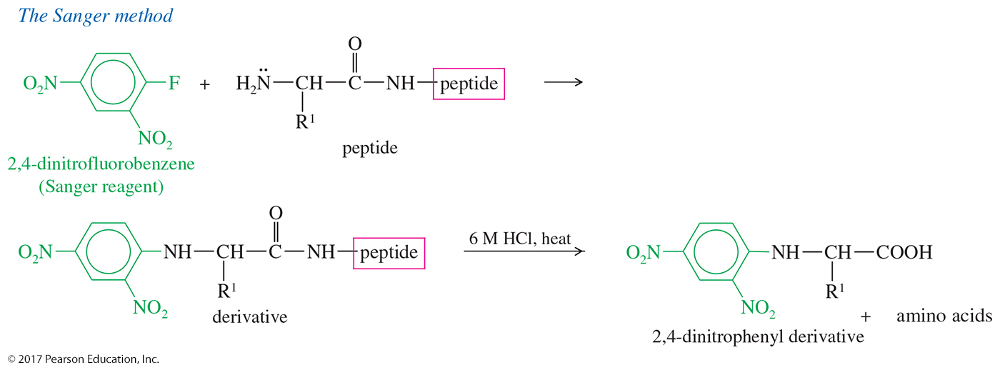 The Sanger method
O₂N F + H₂N̈—CH—C—NH—peptide
O
R¹
NO₂
peptide
2,4-dinitrofluorobenzene
(Sanger reagent)
O
O₂N NH—CH—C—NH—peptide 6 M HCl, heat O₂N NH—CH—COOH
R¹ R¹
NO₂ NO₂
derivative + amino acids
2,4-dinitrophenyl derivative
© 2017 Pearson Education, Inc.